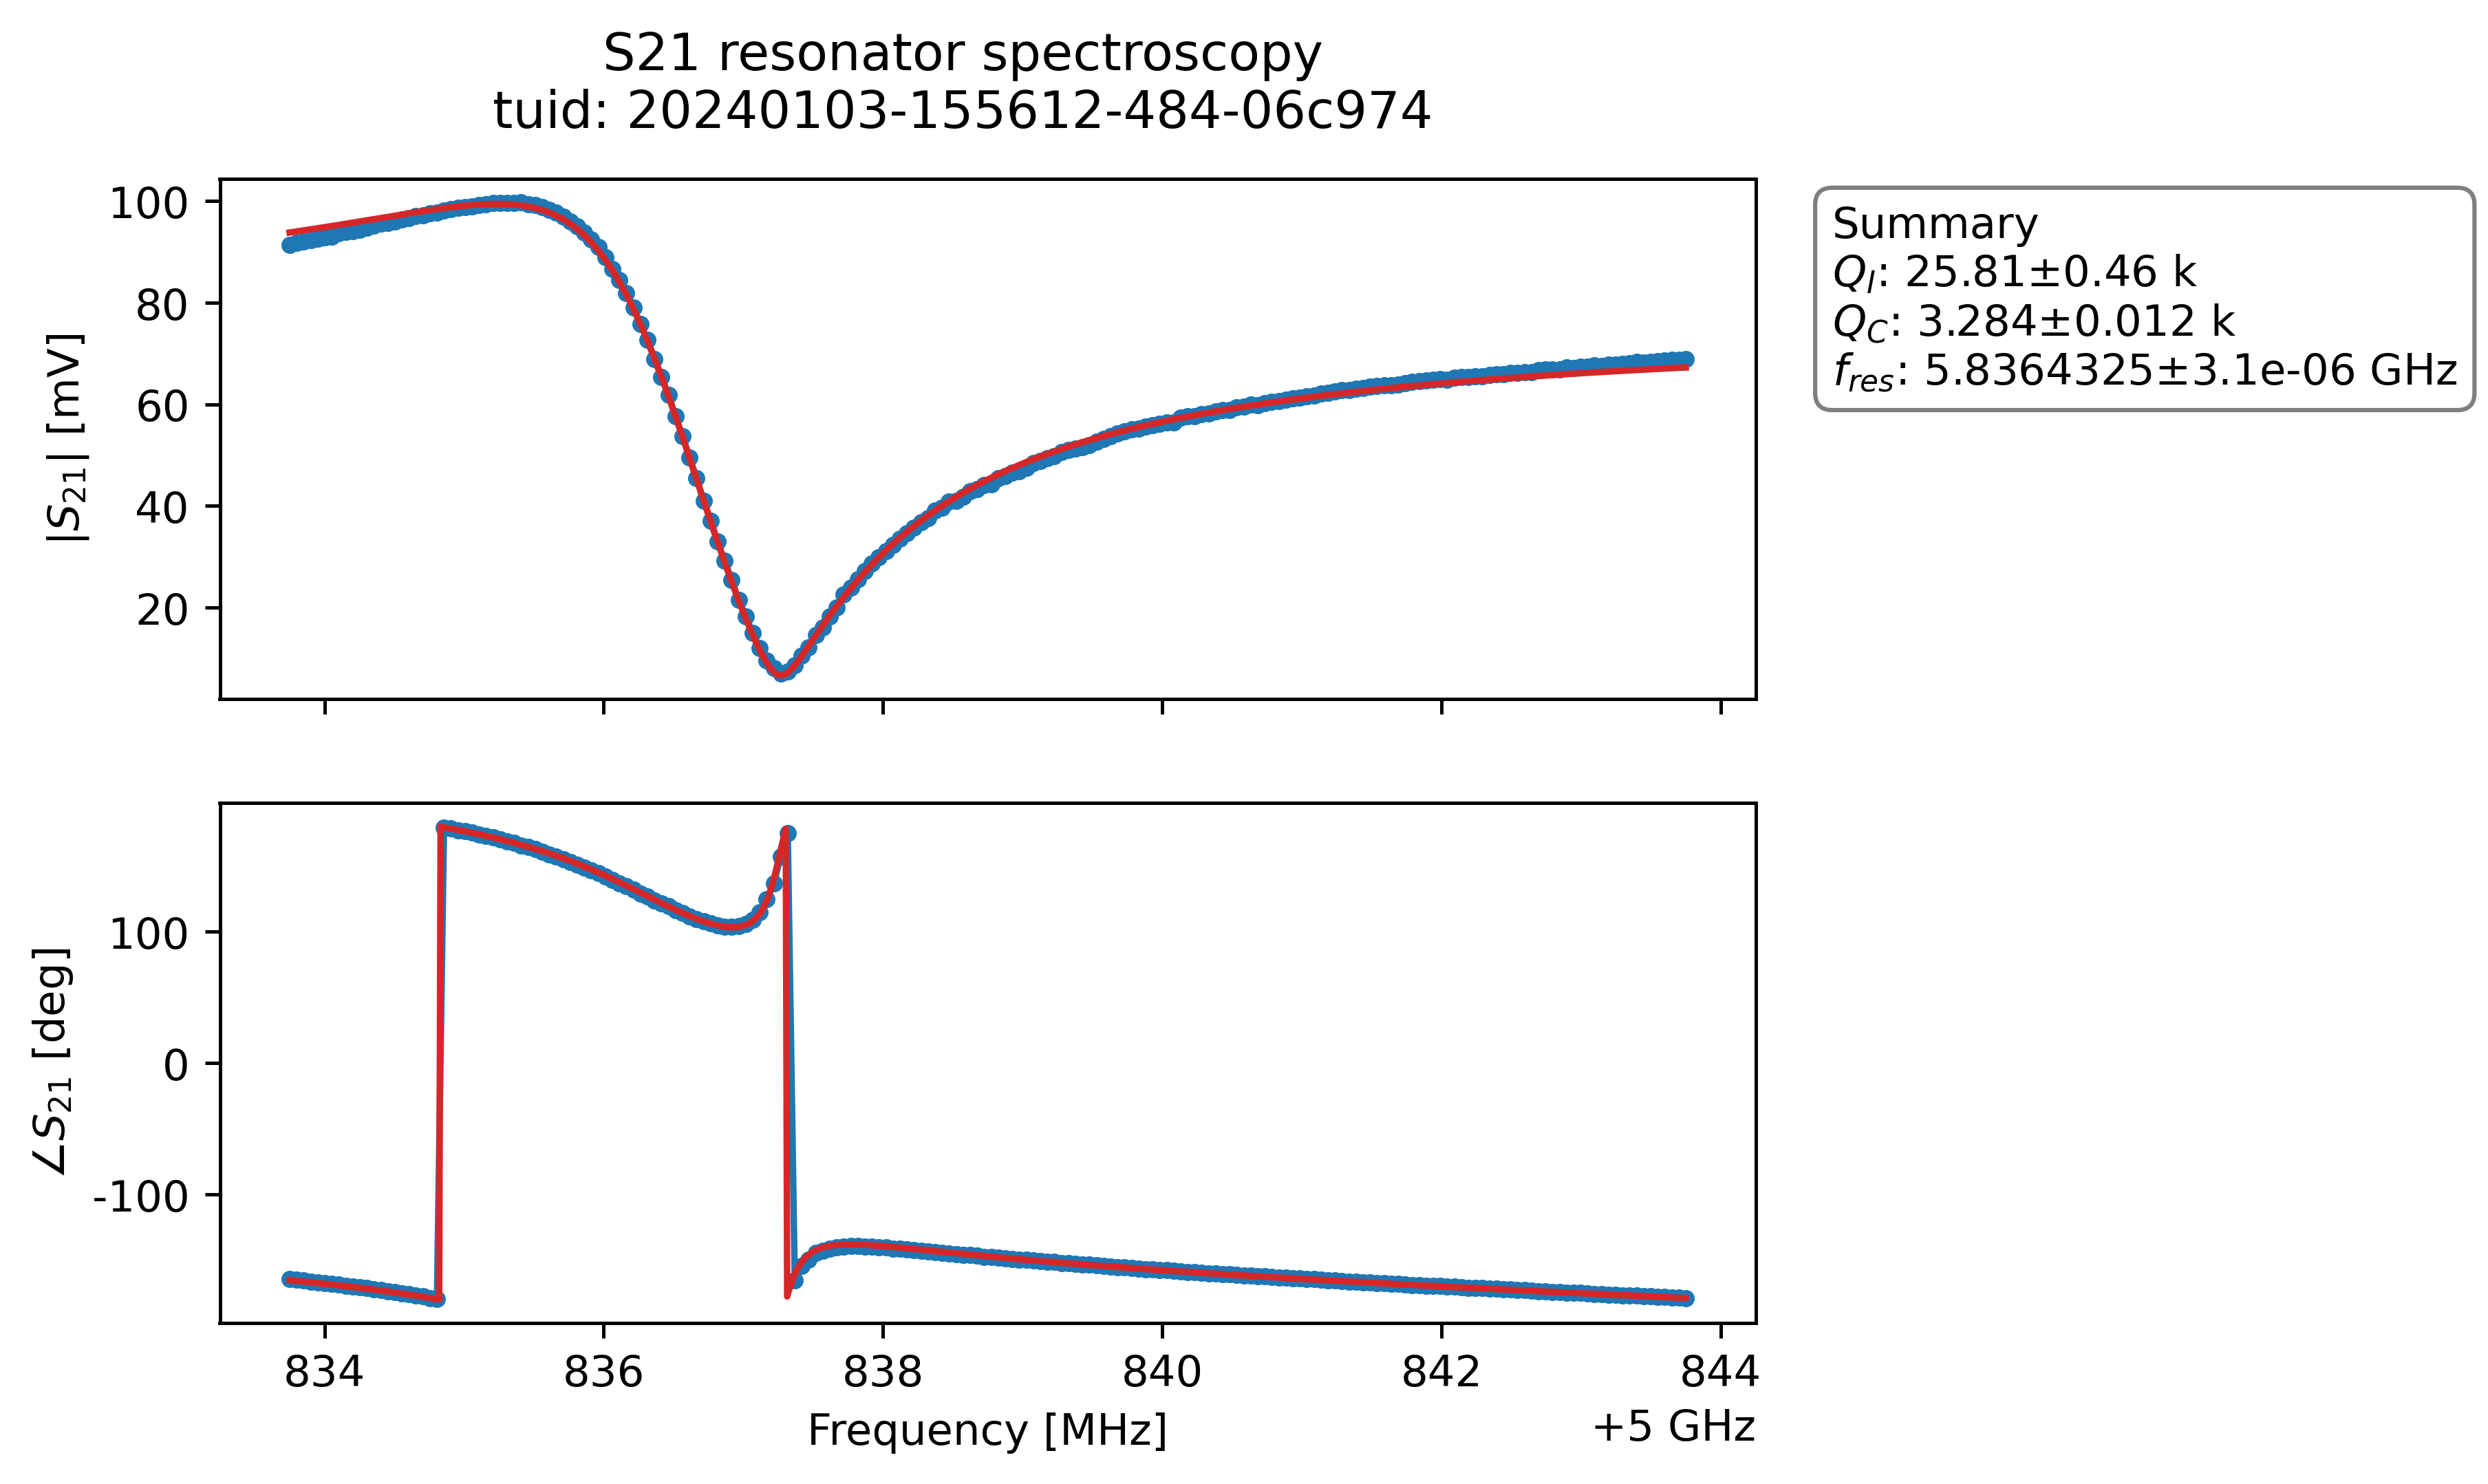 S21 resonator spectroscopy
tuid: 20240103-155612-484-06c974
100
80
60
40
20
|S21| [mV]
Summary
QI: 25.81±0.46 k
QC: 3.284±0.012 k
fres: 5.8364325±3.1e-06 GHz
100
0
-100
∠S21 [deg]
834 836 838 840 842 844
Frequency [MHz]
+5 GHz